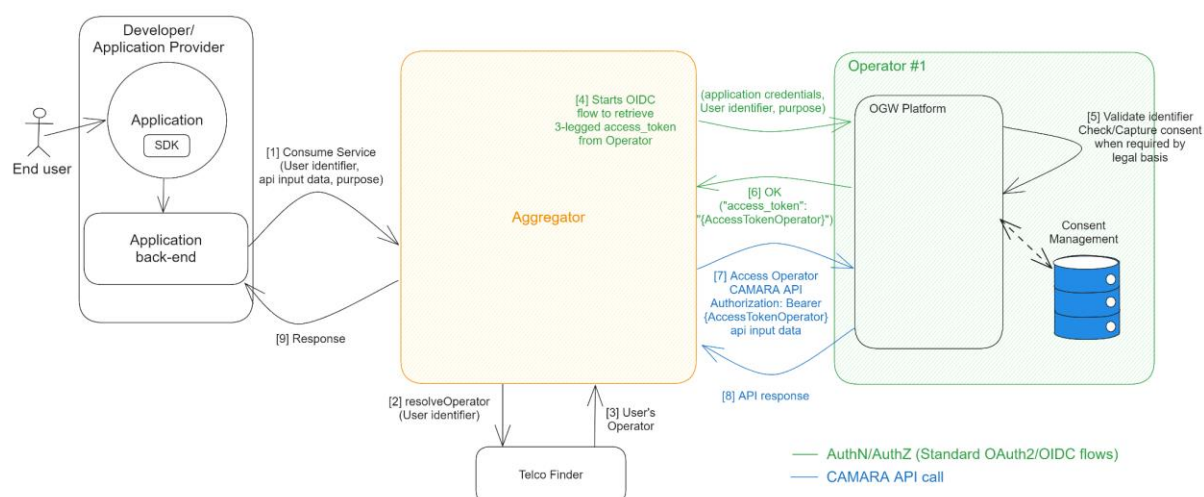 Developer/
Application Provider
Application
SDK
End user
Application
back-end
[1] Consume Service
(User identifier,
api input data, purpose)
[9] Response
Aggregator
[2] resolveOperator
(User identifier)
[3] User's
Operator
Telco Finder
[4] Starts OIDC
flow to retrieve
3-legged access_token
from Operator
(application credentials,
User identifier, purpose)
[6] OK
("access_token":
"{AccessTokenOperator}")
[7] Access Operator
CAMARA API
Authorization: Bearer
{AccessTokenOperator}
api input data
[8] API response
Operator #1
OGW Platform
[5] Validate identifier
Check/Capture consent
when required by
legal basis
Consent
Management
AuthN/AuthZ (Standard OAuth2/OIDC flows)
CAMARA API call